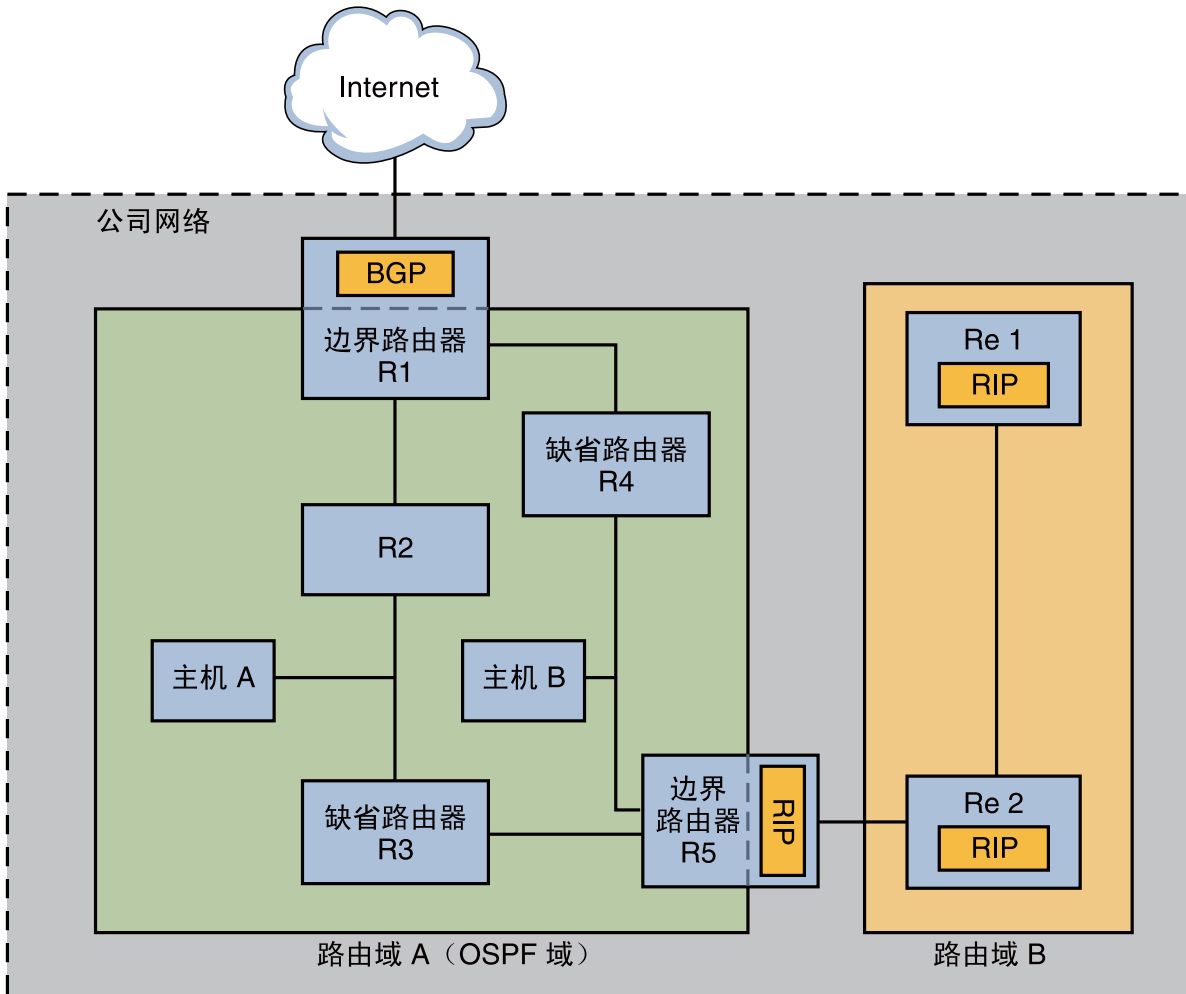 Internet
公司网络
BGP
边界路由器
R1
Re 1
RIP
缺省路由器
R4
R2
主机 A
主机 B
缺省路由器
R3
边界
路由器
R5
RIP
Re 2
RIP
路由域 A（OSPF 域）
路由域 B